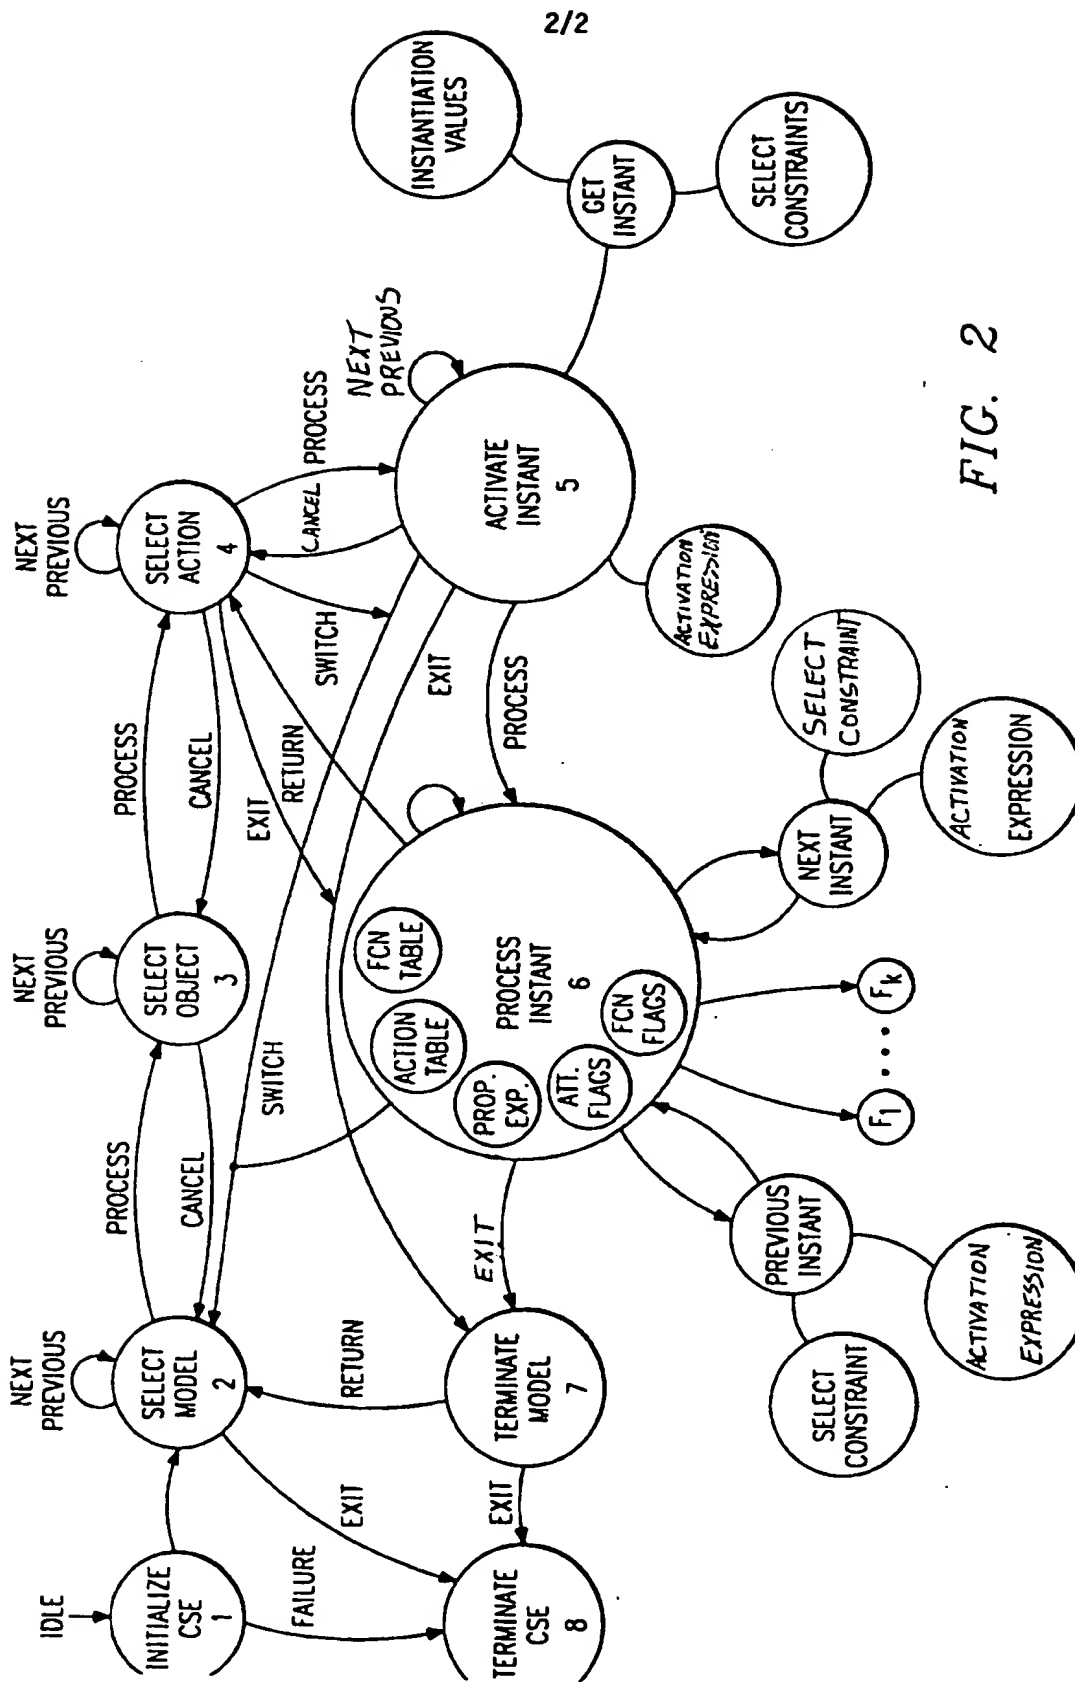 2/2
IDLE
INITIALIZE
CSE
1
FAILURE
TERMINATE
CSE
8
EXIT
EXIT
NEXT
PREVIOUS
SELECT
MODEL
2
RETURN
TERMINATE
MODEL
7
EXIT
PROCESS
CANCEL
SWITCH
NEXT
PREVIOUS
SELECT
OBJECT
3
PROCESS
CANCEL
EXIT
RETURN
NEXT
PREVIOUS
SELECT
ACTION
4
SWITCH
CANCEL
PROCESS
EXIT
NEXT
PREVIOUS
ACTIVATE
INSTANT
5
PROCESS
ACTIVATION
EXPRESSION
GET
INSTANT
INSTANTIATION
VALUES
SELECT
CONSTRAINTS
PROCESS
INSTANT
6
FCN
TABLE
ACTION
TABLE
PROP.
EXP.
ATT.
FLAGS
FCN
FLAGS
PREVIOUS
INSTANT
SELECT
CONSTRAINT
ACTIVATION
EXPRESSION
F1 • • • Fk
NEXT
INSTANT
SELECT
CONSTRAINT
ACTIVATION
EXPRESSION
FIG. 2